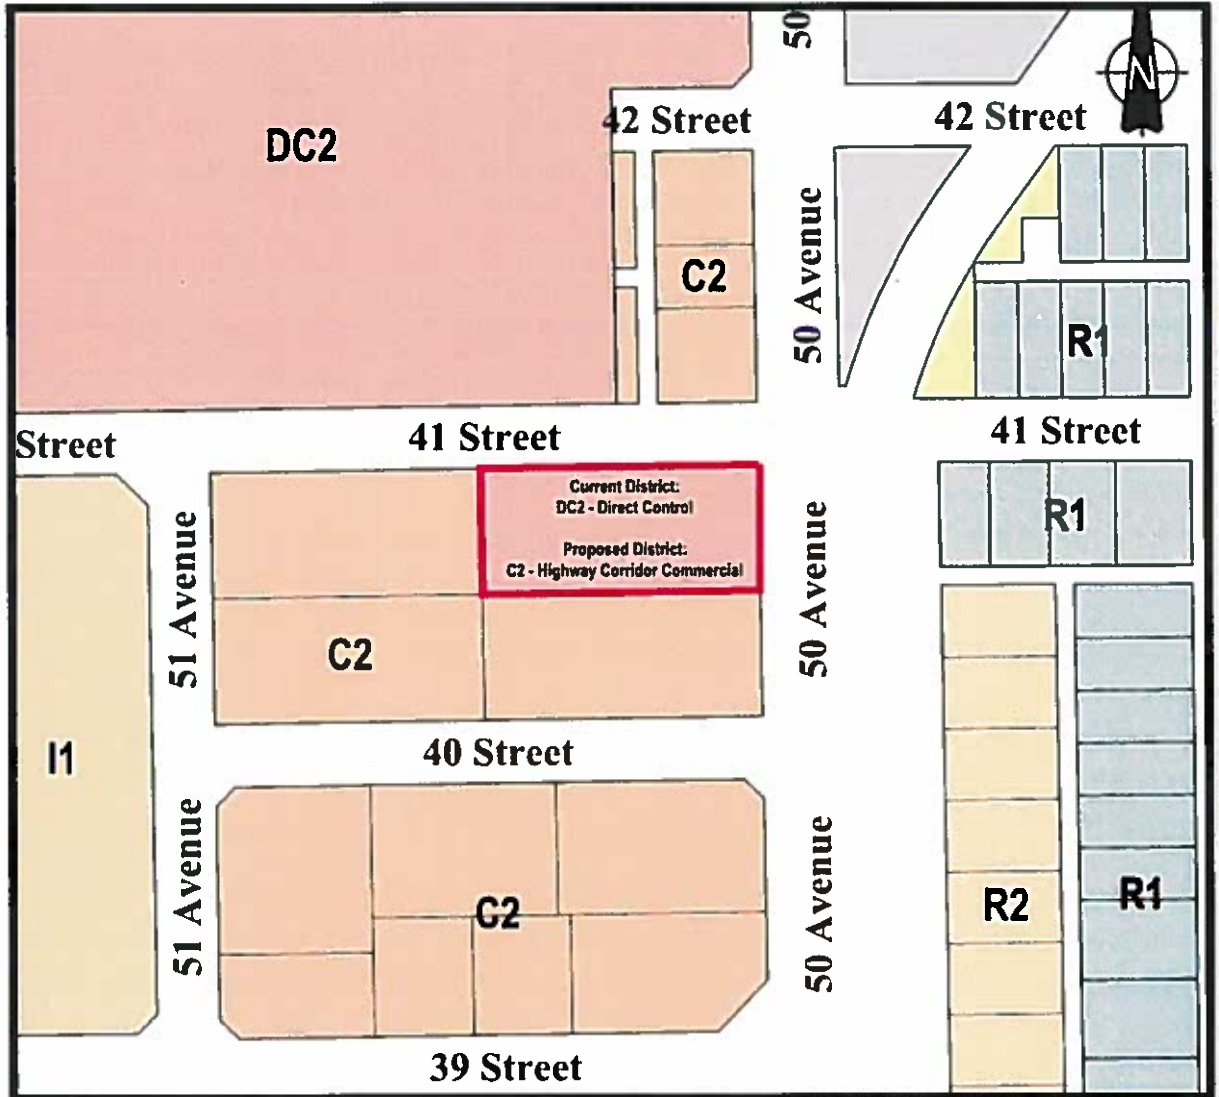 50
N
42 Street
42 Street
DC2
50 Avenue
C2
R1
Street
41 Street
41 Street
Current District:
DC2 - Direct Control
Proposed District:
C2 - Highway Corridor Commercial
51 Avenue
50 Avenue
R1
C2
I1
40 Street
51 Avenue
50 Avenue
C2
R2
R1
39 Street